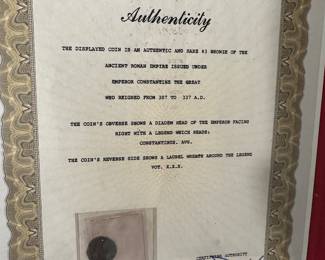 Authenticity
THE DISPLAYED COIN IS AN AUTHENTIC AND RARE #3 BRONZE OF THE
ANCIENT ROMAN EMPIRE ISSUED UNDER
EMPEROR CONSTANTINE THE GREAT
WHO REIGNED FROM 307 TO 337 A.D.
THE COIN'S OBVERSE SHOWS A DIADEM HEAD OF THE EMPEROR FACING
RIGHT WITH A LEGEND WHICH READS:
CONSTANTINUS. AVG.
THE COIN'S REVERSE SIDE SHOWS A LAUREL WREATH AROUND THE LEGEND
VOT. X.X.X.
CERTIFYING AUTHORITY